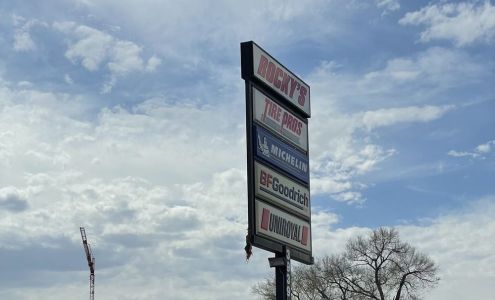 ROCKY'S
TIRE PROS
MICHELIN
BFGoodrich
UNIROYAL